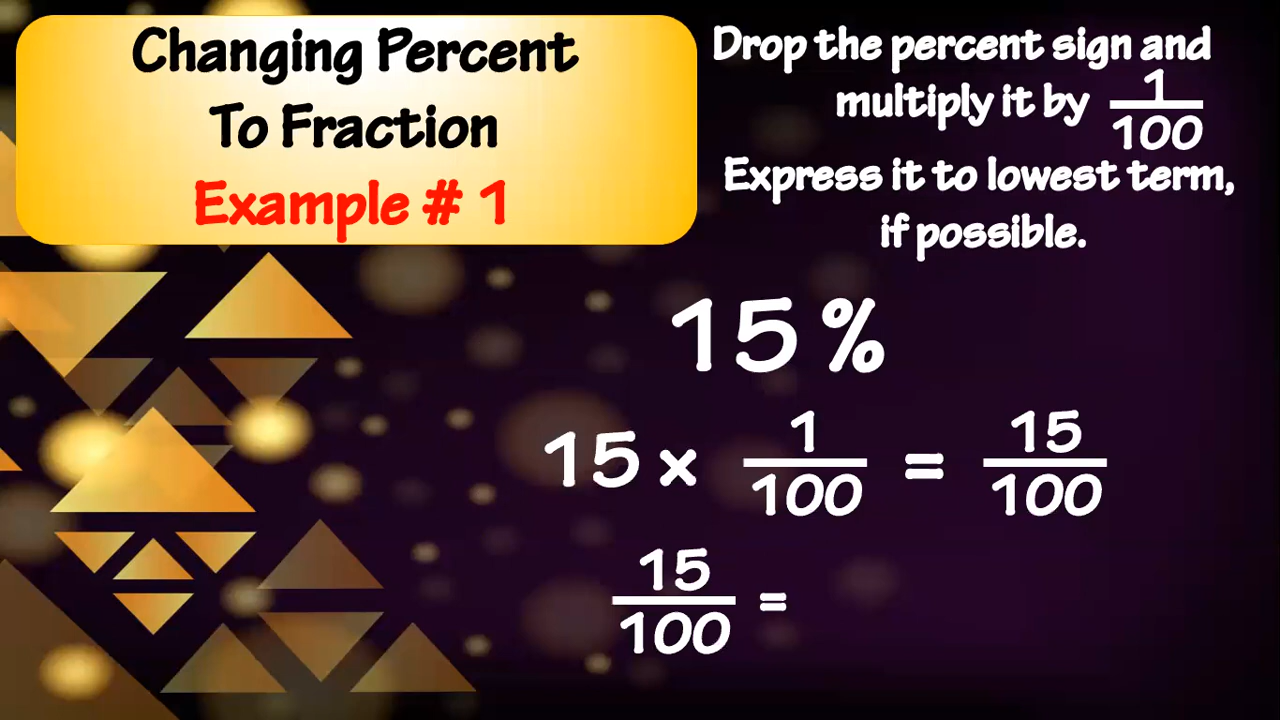 Changing Percent
To Fraction
Example # 1
Drop the percent sign and
multiply it by 1/100
Express it to lowest term,
if possible.
15 %
15 x 1/100 = 15/100
15/100 =